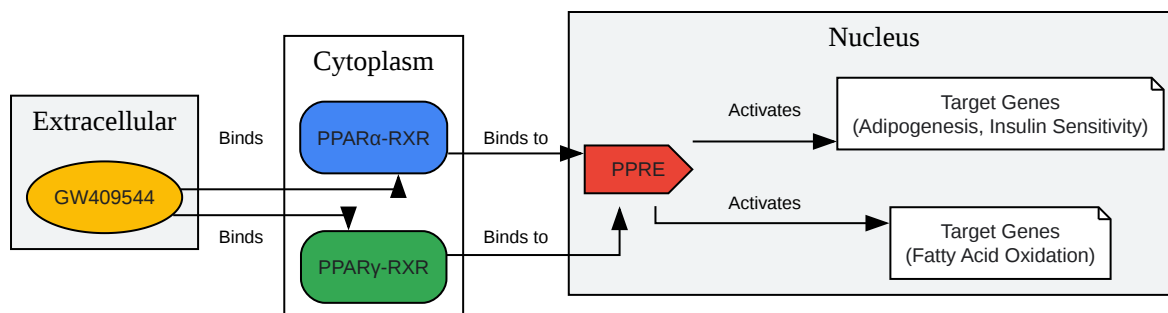 Extracellular
GW409544
Binds
Binds
Cytoplasm
PPARα-RXR
PPARγ-RXR
Binds to
Binds to
Nucleus
PPRE
Activates
Activates
Target Genes
(Adipogenesis, Insulin Sensitivity)
Target Genes
(Fatty Acid Oxidation)